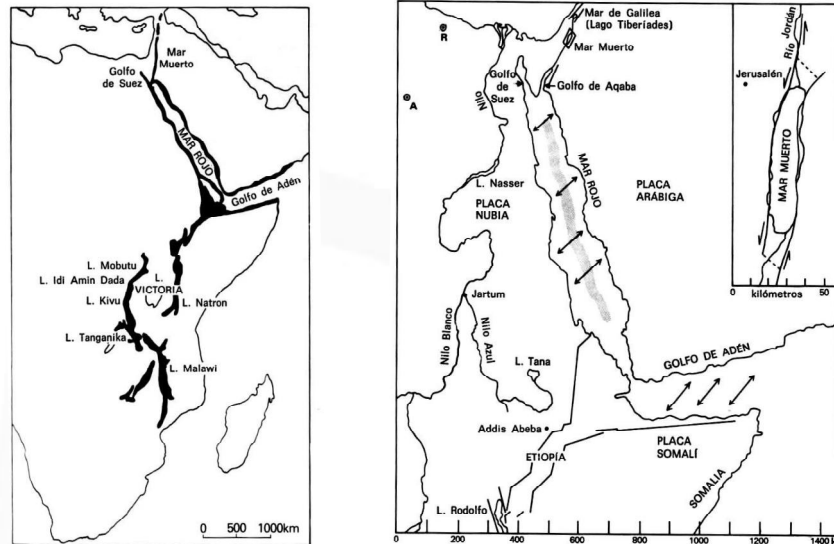 Mar
Muerto
Golfo
de Suez
MAR ROJO
Golfo de Adén
L. Mobutu
L. Idi Amin Dada
L.
VICTORIA
L. Kivu
L. Natron
L. Tanganika
L. Malawi
0 500 1000km
Mar de Galilea
(Lago Tiberíades)
R
Mar Muerto
Golfo
de
Suez
Golfo de Aqaba
A
Nilo
MAR ROJO
L. Nasser
PLACA
NUBIA
PLACA
ARÁBIGA
Jartum
Nilo Blanco
Nilo Azul
L. Tana
GOLFO DE ADÉN
Addis Abeba
ETIOPÍA
PLACA
SOMALÍ
SOMALIA
L. Rodolfo
0 200 400 600 800 1000 1200 1400
Río Jordán
Jerusalén
MAR MUERTO
0 50
kilómetros